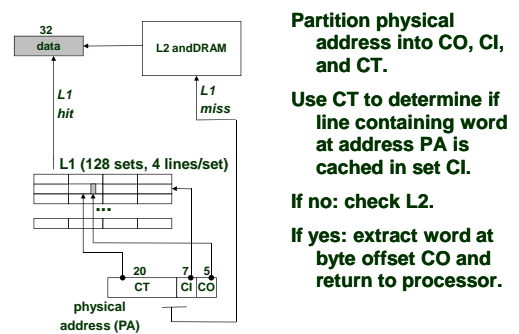 32
data
L2 andDRAM
L1
hit
L1
miss
L1 (128 sets, 4 lines/set)
...
20
7
5
CT
CI
CO
physical
address (PA)
Partition physical
address into CO, CI,
and CT.
Use CT to determine if
line containing word
at address PA is
cached in set CI.
If no: check L2.
If yes: extract word at
byte offset CO and
return to processor.